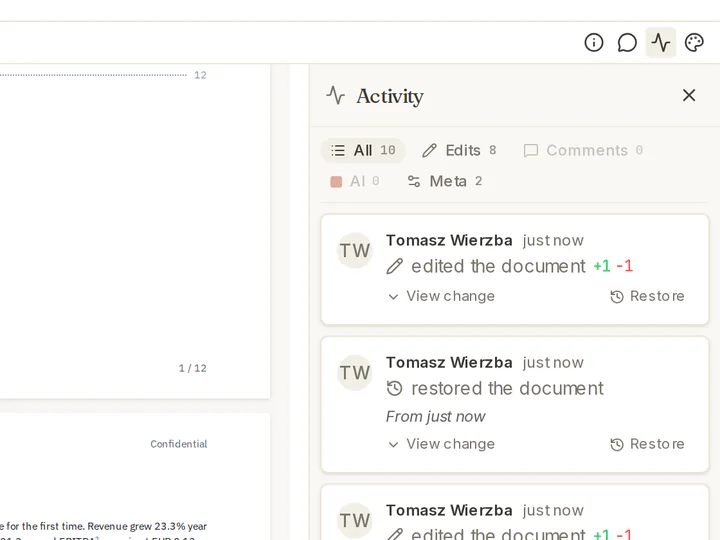 12
1 / 12
Confidential
e for the first time. Revenue grew 23.3% year
Activity
All 10 Edits 8 Comments 0
AI 0 Meta 2
TW Tomasz Wierzba just now
edited the document +1 -1
View change Restore
TW Tomasz Wierzba just now
restored the document
From just now
View change Restore
TW Tomasz Wierzba just now
edited the document +1 -1